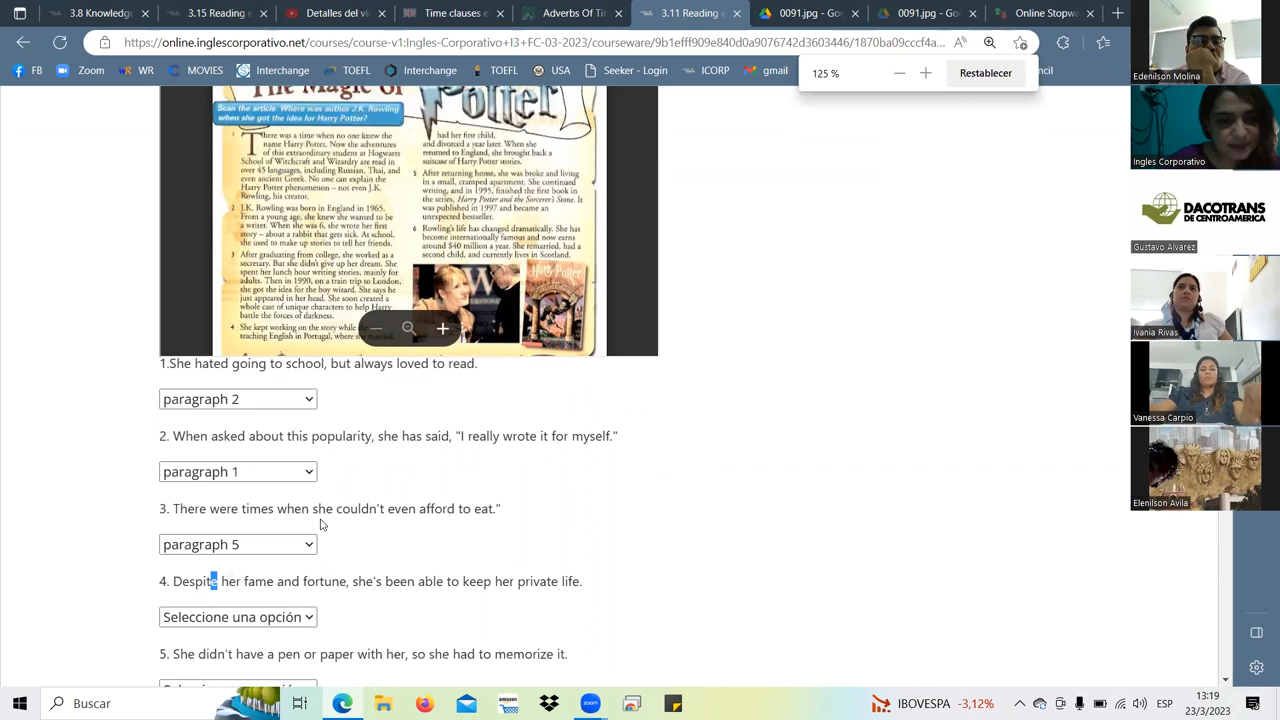 3.8 Knowledge
3.15 Reading e
Detalles del vi
Time clauses e
Adverbs Of Ti
3.11 Reading e
0091.jpg - Goo
0091.jpg - Goo
Online Stopwa
https://online.inglescorporativo.net/courses/course-v1:Ingles-Corporativo+I3+FC-03-2023/courseware/9b1efff909e840d0a9076742d3603446/1870ba09cccf4a...
FB
Zoom
WR
MOVIES
Interchange
TOEFL
Interchange
TOEFL
USA
Seeker - Login
ICORP
gmail
125 %
Restablecer
The Magic of
Potter
Scan the article. Where was author J.K. Rowling
when she got the idea for Harry Potter?
1 There was a time when no one knew the
name Harry Potter. Now the adventures
of this extraordinary student at Hogwarts
School of Witchcraft and Wizardry are read in
over 45 languages, including Russian, Thai, and
even ancient Greek. No one can explain the
Harry Potter phenomenon – not even J.K.
Rowling, his creator.
2 J.K. Rowling was born in England in 1965.
From a young age, she knew she wanted to be
a writer. When she was 6, she wrote her first
story – about a rabbit that gets sick. At school,
she used to make up stories to tell her friends.
3 After graduating from college, she worked as a
secretary. But she didn't give up her dream. She
spent her lunch hour writing stories, mainly for
adults. Then in 1990, on a train trip to London,
she got the idea for the boy wizard. She says he
just appeared in her head. She soon created a
whole cast of unique characters to help Harry
battle the forces of darkness.
4 She kept working on the story while
teaching English in Portugal, where she married,
had her first child,
and divorced a year later. When she
returned to England, she brought back a
suitcase of Harry Potter stories.
5 After returning home, she was broke and living
in a small, cramped apartment. She continued
writing, and in 1995, finished the first book in
the series, Harry Potter and the Sorcerer's Stone. It
was published in 1997 and became an
unexpected bestseller.
6 Rowling's life has changed dramatically. She has
become internationally famous and now earns
around $40 million a year. She remarried, had a
second child, and currently lives in Scotland.
1.She hated going to school, but always loved to read.
paragraph 2
2. When asked about this popularity, she has said, "I really wrote it for myself."
paragraph 1
3. There were times when she couldn't even afford to eat."
paragraph 5
4. Despite her fame and fortune, she's been able to keep her private life.
Seleccione una opción
5. She didn't have a pen or paper with her, so she had to memorize it.
Edenilson Molina
Ingles Corporativo
DACOTRANS
DE CENTROAMERICA
Gustavo Alvarez
Ivania Rivas
Vanessa Carpio
Elenilson Avila
Buscar
IBOVESPA -3,12%
ESP
13:19
23/3/2023